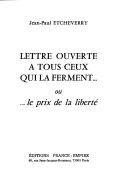 Jean-Paul ETCHEVERRY
LETTRE OUVERTE
A TOUS CEUX
QUI LA FERMENT...
ou
...le prix de la liberté
ÉDITIONS FRANCE-EMPIRE
68, rue Jean-Jacques-Rousseau, 75001 Paris